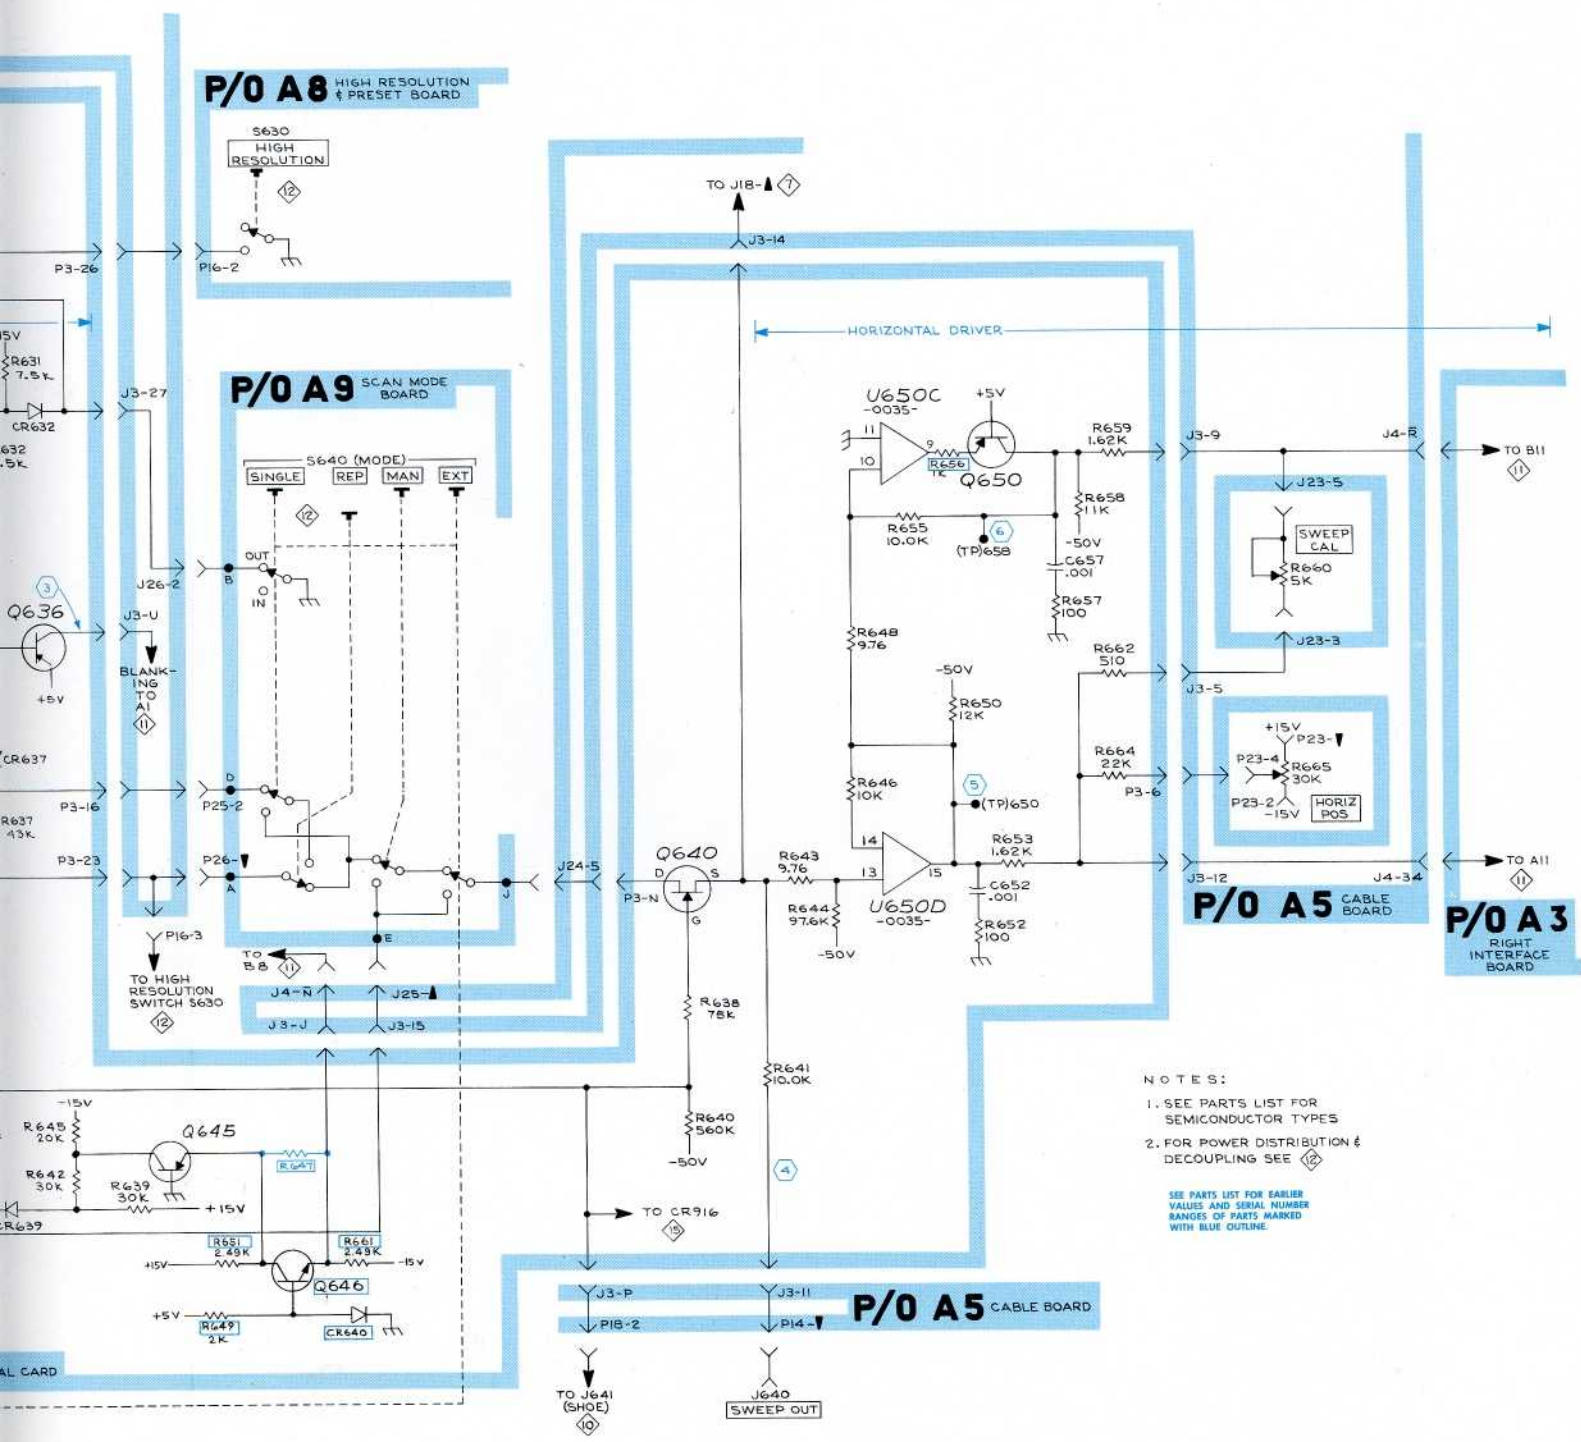 P/O A8 HIGH RESOLUTION
& PRESET BOARD
S630
HIGH
RESOLUTION
12
P3-26
P16-2
TO J18- 7
J3-14
HORIZONTAL DRIVER
15V
R631
7.5K
CR632
632
.5K
J3-27
P/O A9 SCAN MODE
BOARD
S640 (MODE)
SINGLE
REP
MAN
EXT
12
OUT
IN
B
J26-2
3
Q636
+5V
J3-U
BLANK-
ING
TO
A1
11
U650C
-0035-
11
10
9
R656
1K
+5V
Q650
R659
1.62K
J3-9
J4-R̅
TO B11
11
R655
10.0K
6
(TP)658
R658
11K
-50V
C657
.001
R657
100
J23-5
SWEEP
CAL
R660
5K
J23-3
R648
9.76
-50V
R650
12K
R662
510
J3-5
R646
10K
5
(TP)650
R664
22K
P3-6
+15V
P23-
P23-4
R665
30K
P23-2
-15V
HORIZ
POS
CR637
P3-16
R637
43K
P3-23
D
P25-2
P26-
A
J
J24-5
P3-N
Q640
D
S
G
R643
9.76
R644
97.6K
-50V
14
13
15
U650D
-0035-
R653
1.62K
C652
.001
R652
100
J3-12
J4-34
TO A11
11
P/O A5 CABLE
BOARD
P/O A3
RIGHT
INTERFACE
BOARD
P16-3
TO HIGH
RESOLUTION
SWITCH S630
12
E
TO
B8
11
J4-N̅
J25-
J3-J
J3-15
R638
75K
R641
10.0K
R640
560K
-50V
4
TO CR916
15
-15V
R645
20K
Q645
R642
30K
R639
30K
+15V
CR639
R647
R651
2.49K
+15V
R661
2.49K
-15V
Q646
+5V
R649
2K
CR640
AL CARD
J3-P
P18-2
J3-11
P14-
P/O A5 CABLE BOARD
TO J641
(SHOE)
10
J640
SWEEP OUT
NOTES:
1. SEE PARTS LIST FOR
SEMICONDUCTOR TYPES
2. FOR POWER DISTRIBUTION &
DECOUPLING SEE 12
SEE PARTS LIST FOR EARLIER
VALUES AND SERIAL NUMBER
RANGES OF PARTS MARKED
WITH BLUE OUTLINE.